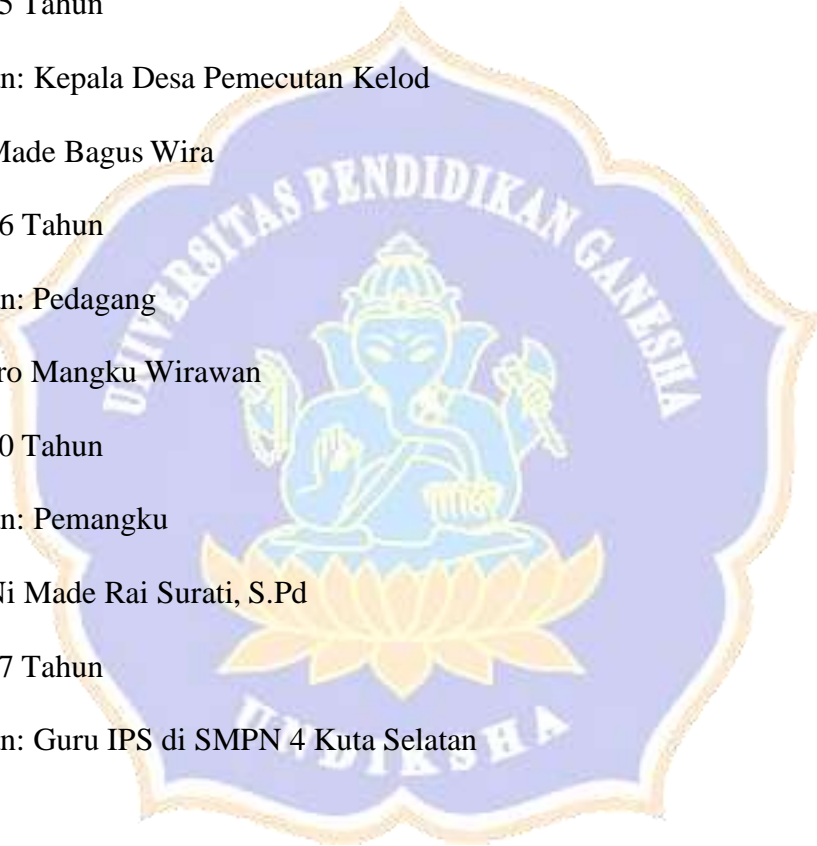 5 Tahun
n: Kepala Desa Pemecutan Kelod
Made Bagus Wira
6 Tahun
n: Pedagang
ro Mangku Wirawan
0 Tahun
n: Pemangku
Ni Made Rai Surati, S.Pd
7 Tahun
n: Guru IPS di SMPN 4 Kuta Selatan
UNIVERSITAS PENDIDIKAN GANESHA
UNDIKSHA